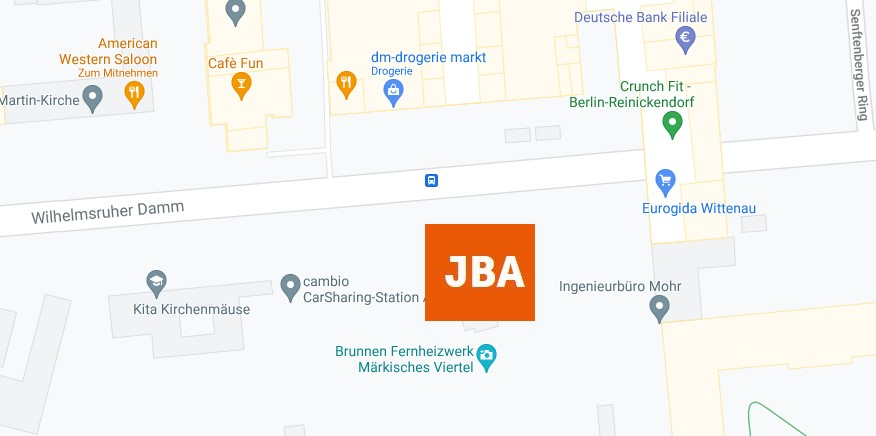 Deutsche Bank Filiale
Senftenberger Ring
American
Western Saloon
Zum Mitnehmen
Cafè Fun
dm-drogerie markt
Drogerie
Crunch Fit -
Berlin-Reinickendorf
Martin-Kirche
Wilhelmsruher Damm
Eurogida Wittenau
JBA
cambio
CarSharing-Station
Kita Kirchenmäuse
Ingenieurbüro Mohr
Brunnen Fernheizwerk
Märkisches Viertel